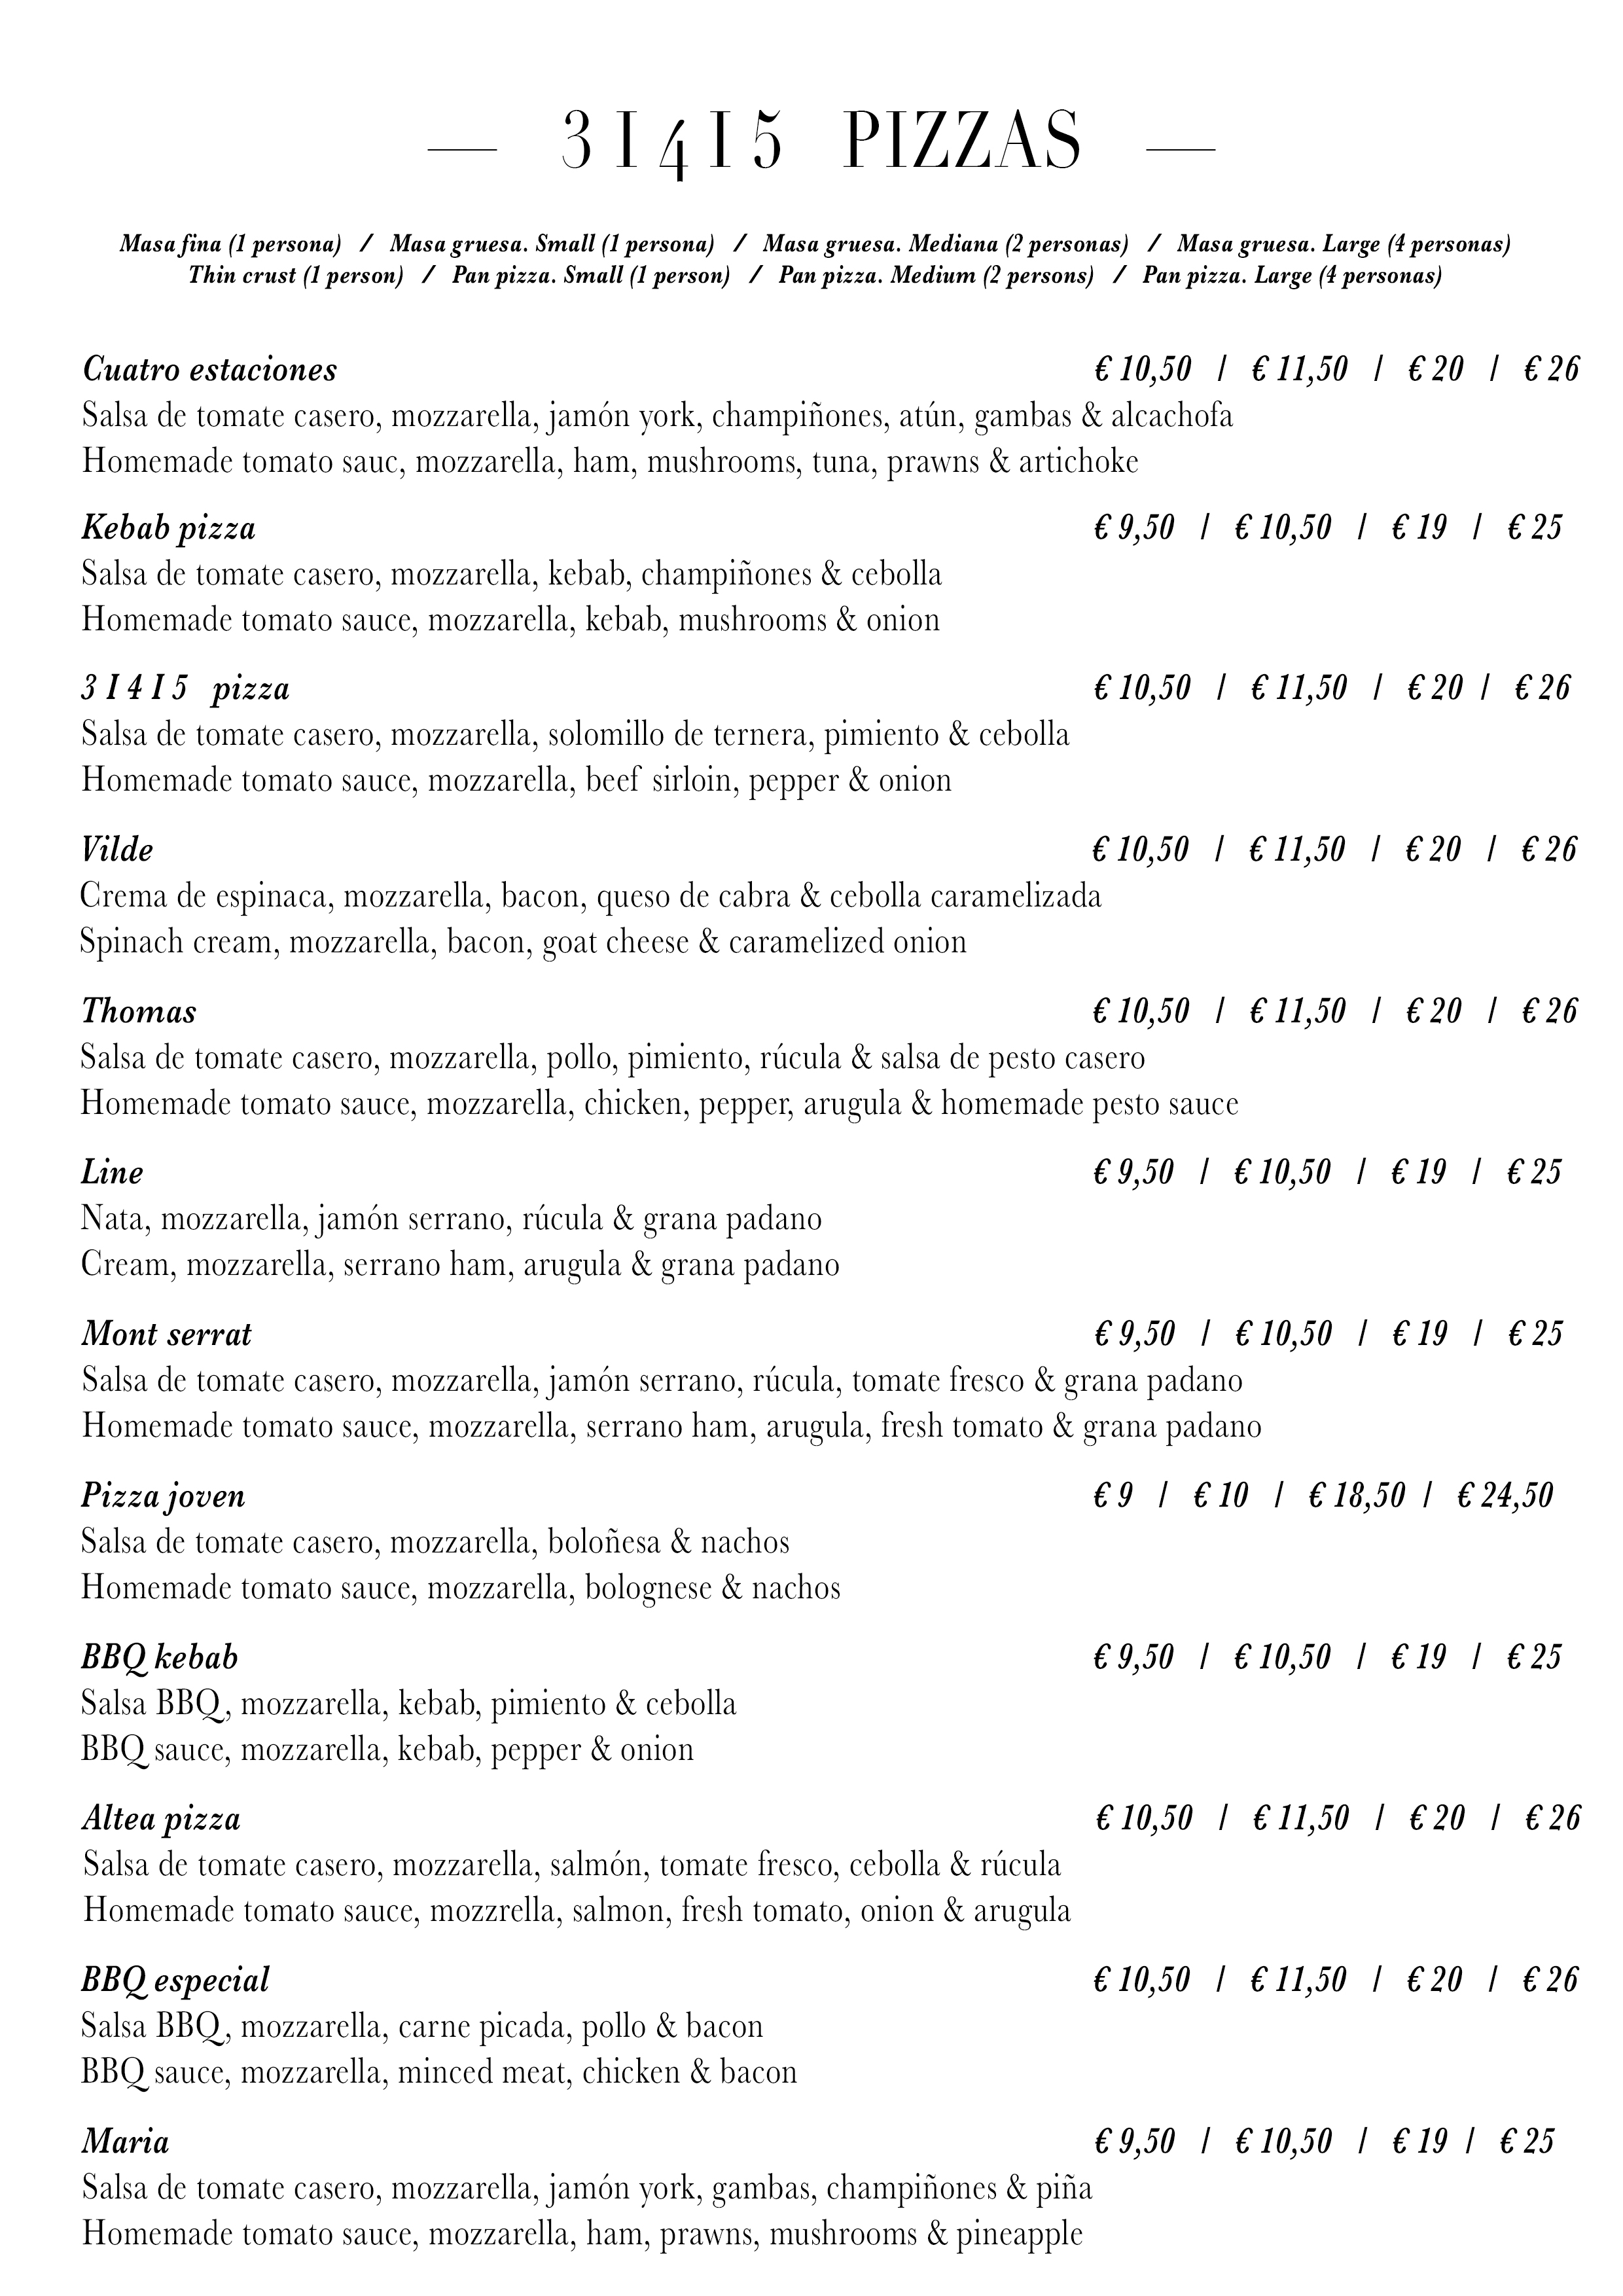 — 3 I 4 I 5 PIZZAS —
Masa fina (1 persona) / Masa gruesa. Small (1 persona) / Masa gruesa. Mediana (2 personas) / Masa gruesa. Large (4 personas)
Thin crust (1 person) / Pan pizza. Small (1 person) / Pan pizza. Medium (2 persons) / Pan pizza. Large (4 personas)
Cuatro estaciones € 10,50 / € 11,50 / € 20 / € 26
Salsa de tomate casero, mozzarella, jamón york, champiñones, atún, gambas & alcachofa
Homemade tomato sauc, mozzarella, ham, mushrooms, tuna, prawns & artichoke
Kebab pizza € 9,50 / € 10,50 / € 19 / € 25
Salsa de tomate casero, mozzarella, kebab, champiñones & cebolla
Homemade tomato sauce, mozzarella, kebab, mushrooms & onion
3 I 4 I 5 pizza € 10,50 / € 11,50 / € 20 / € 26
Salsa de tomate casero, mozzarella, solomillo de ternera, pimiento & cebolla
Homemade tomato sauce, mozzarella, beef sirloin, pepper & onion
Vilde € 10,50 / € 11,50 / € 20 / € 26
Crema de espinaca, mozzarella, bacon, queso de cabra & cebolla caramelizada
Spinach cream, mozzarella, bacon, goat cheese & caramelized onion
Thomas € 10,50 / € 11,50 / € 20 / € 26
Salsa de tomate casero, mozzarella, pollo, pimiento, rúcula & salsa de pesto casero
Homemade tomato sauce, mozzarella, chicken, pepper, arugula & homemade pesto sauce
Line € 9,50 / € 10,50 / € 19 / € 25
Nata, mozzarella, jamón serrano, rúcula & grana padano
Cream, mozzarella, serrano ham, arugula & grana padano
Mont serrat € 9,50 / € 10,50 / € 19 / € 25
Salsa de tomate casero, mozzarella, jamón serrano, rúcula, tomate fresco & grana padano
Homemade tomato sauce, mozzarella, serrano ham, arugula, fresh tomato & grana padano
Pizza joven € 9 / € 10 / € 18,50 / € 24,50
Salsa de tomate casero, mozzarella, boloñesa & nachos
Homemade tomato sauce, mozzarella, bolognese & nachos
BBQ kebab € 9,50 / € 10,50 / € 19 / € 25
Salsa BBQ, mozzarella, kebab, pimiento & cebolla
BBQ sauce, mozzarella, kebab, pepper & onion
Altea pizza € 10,50 / € 11,50 / € 20 / € 26
Salsa de tomate casero, mozzarella, salmón, tomate fresco, cebolla & rúcula
Homemade tomato sauce, mozzrella, salmon, fresh tomato, onion & arugula
BBQ especial € 10,50 / € 11,50 / € 20 / € 26
Salsa BBQ, mozzarella, carne picada, pollo & bacon
BBQ sauce, mozzarella, minced meat, chicken & bacon
Maria € 9,50 / € 10,50 / € 19 / € 25
Salsa de tomate casero, mozzarella, jamón york, gambas, champiñones & piña
Homemade tomato sauce, mozzarella, ham, prawns, mushrooms & pineapple